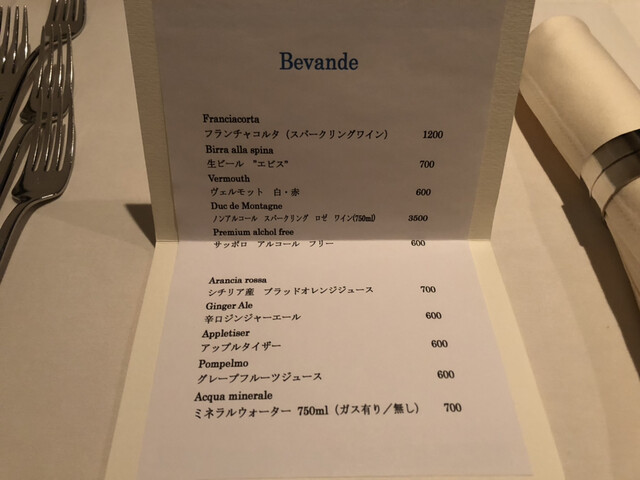 Bevande
Franciacorta
フランチャコルタ（スパークリングワイン） 1200
Birra alla spina
生ビール "エビス" 700
Vermouth
ヴェルモット 白・赤 600
Duc de Montagne
ノンアルコール スパークリング ロゼ ワイン(750ml) 3500
Premium alchol free
サッポロ アルコール フリー 600
Arancia rossa
シチリア産 ブラッドオレンジジュース 700
Ginger Ale
辛口ジンジャーエール 600
Appletiser
アップルタイザー 600
Pompelmo
グレープフルーツジュース 600
Acqua minerale
ミネラルウォーター 750ml（ガス有り／無し） 700